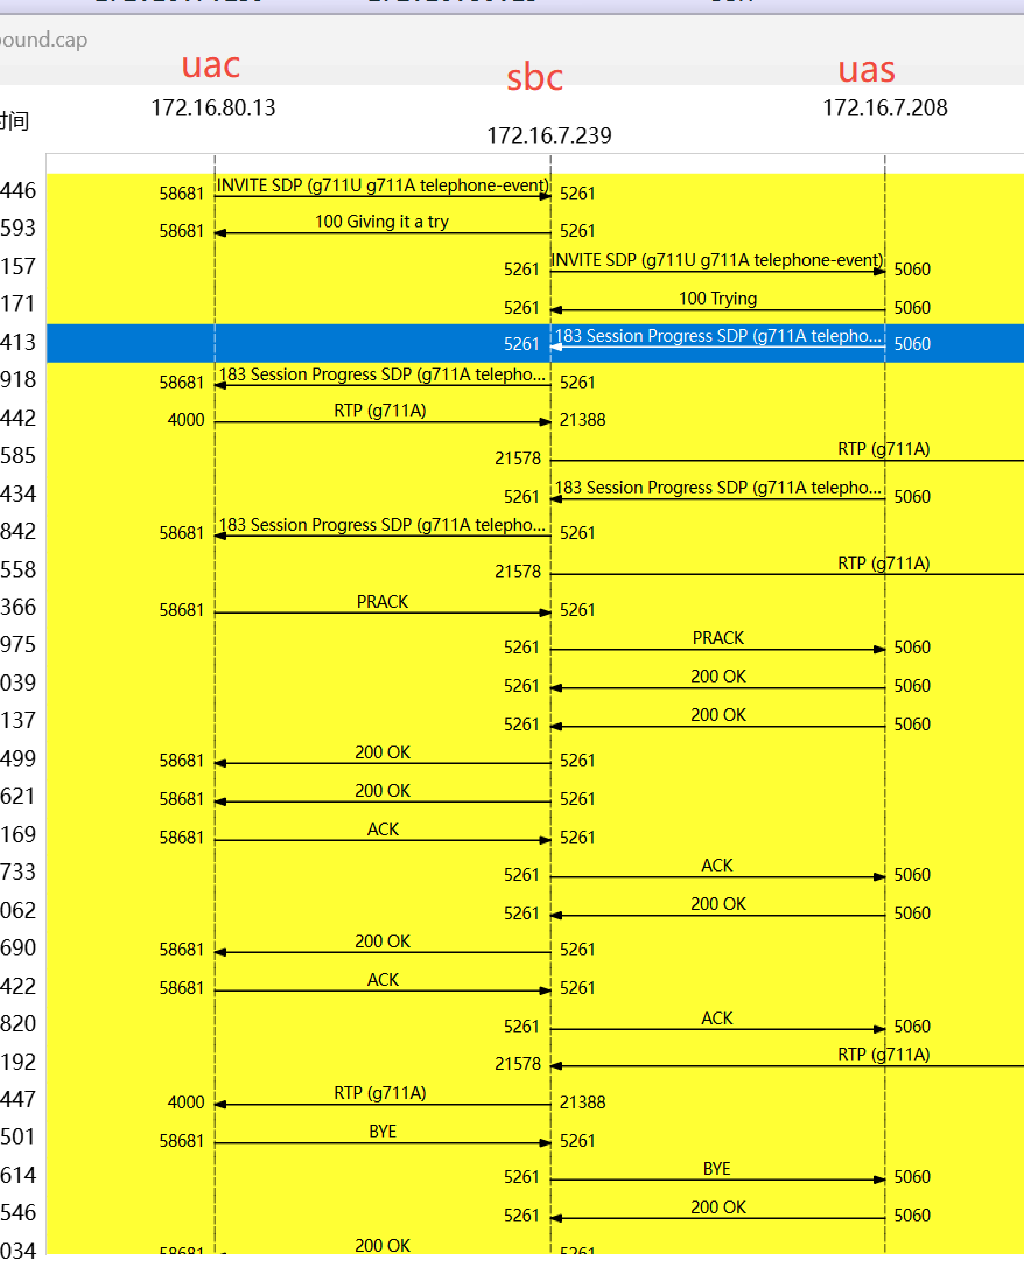 ound.cap
uac
sbc
uas
172.16.80.13
172.16.7.208
时间
172.16.7.239
446 58681 INVITE SDP (g711U g711A telephone-event) 5261
593 58681 100 Giving it a try 5261
157 5261 INVITE SDP (g711U g711A telephone-event) 5060
171 5261 100 Trying 5060
413 5261 183 Session Progress SDP (g711A telepho... 5060
918 58681 183 Session Progress SDP (g711A telepho... 5261
442 4000 RTP (g711A) 21388
585 21578 RTP (g711A)
434 5261 183 Session Progress SDP (g711A telepho... 5060
842 58681 183 Session Progress SDP (g711A telepho... 5261
558 21578 RTP (g711A)
366 58681 PRACK 5261
975 5261 PRACK 5060
039 5261 200 OK 5060
137 5261 200 OK 5060
499 58681 200 OK 5261
621 58681 200 OK 5261
169 58681 ACK 5261
733 5261 ACK 5060
062 5261 200 OK 5060
690 58681 200 OK 5261
422 58681 ACK 5261
820 5261 ACK 5060
192 21578 RTP (g711A)
447 4000 RTP (g711A) 21388
501 58681 BYE 5261
614 5261 BYE 5060
546 5261 200 OK 5060
034 58681 200 OK 5261